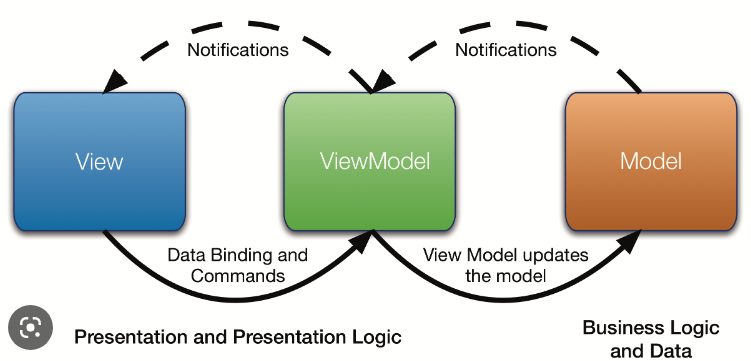 Notifications
Notifications
View
ViewModel
Model
Data Binding and
Commands
View Model updates
the model
Presentation and Presentation Logic
Business Logic
and Data